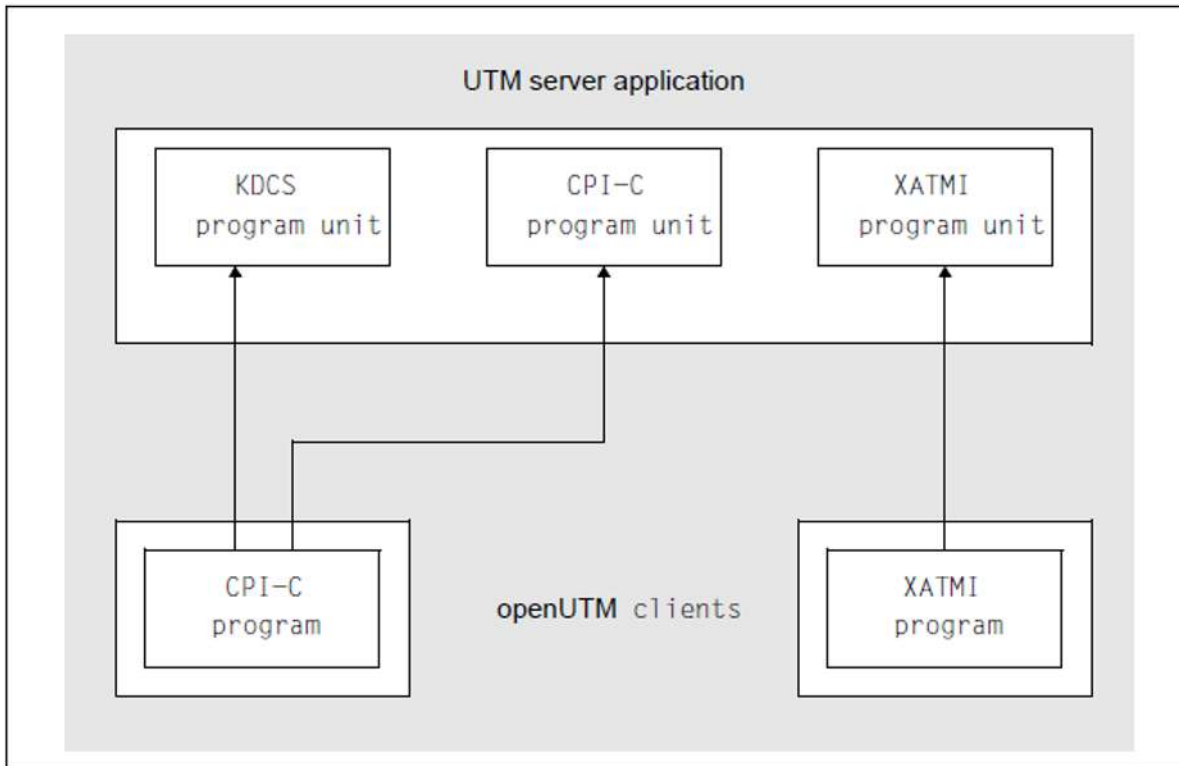 UTM server application
KDCS
program unit
CPI-C
program unit
XATMI
program unit
CPI-C
program
openUTM clients
XATMI
program